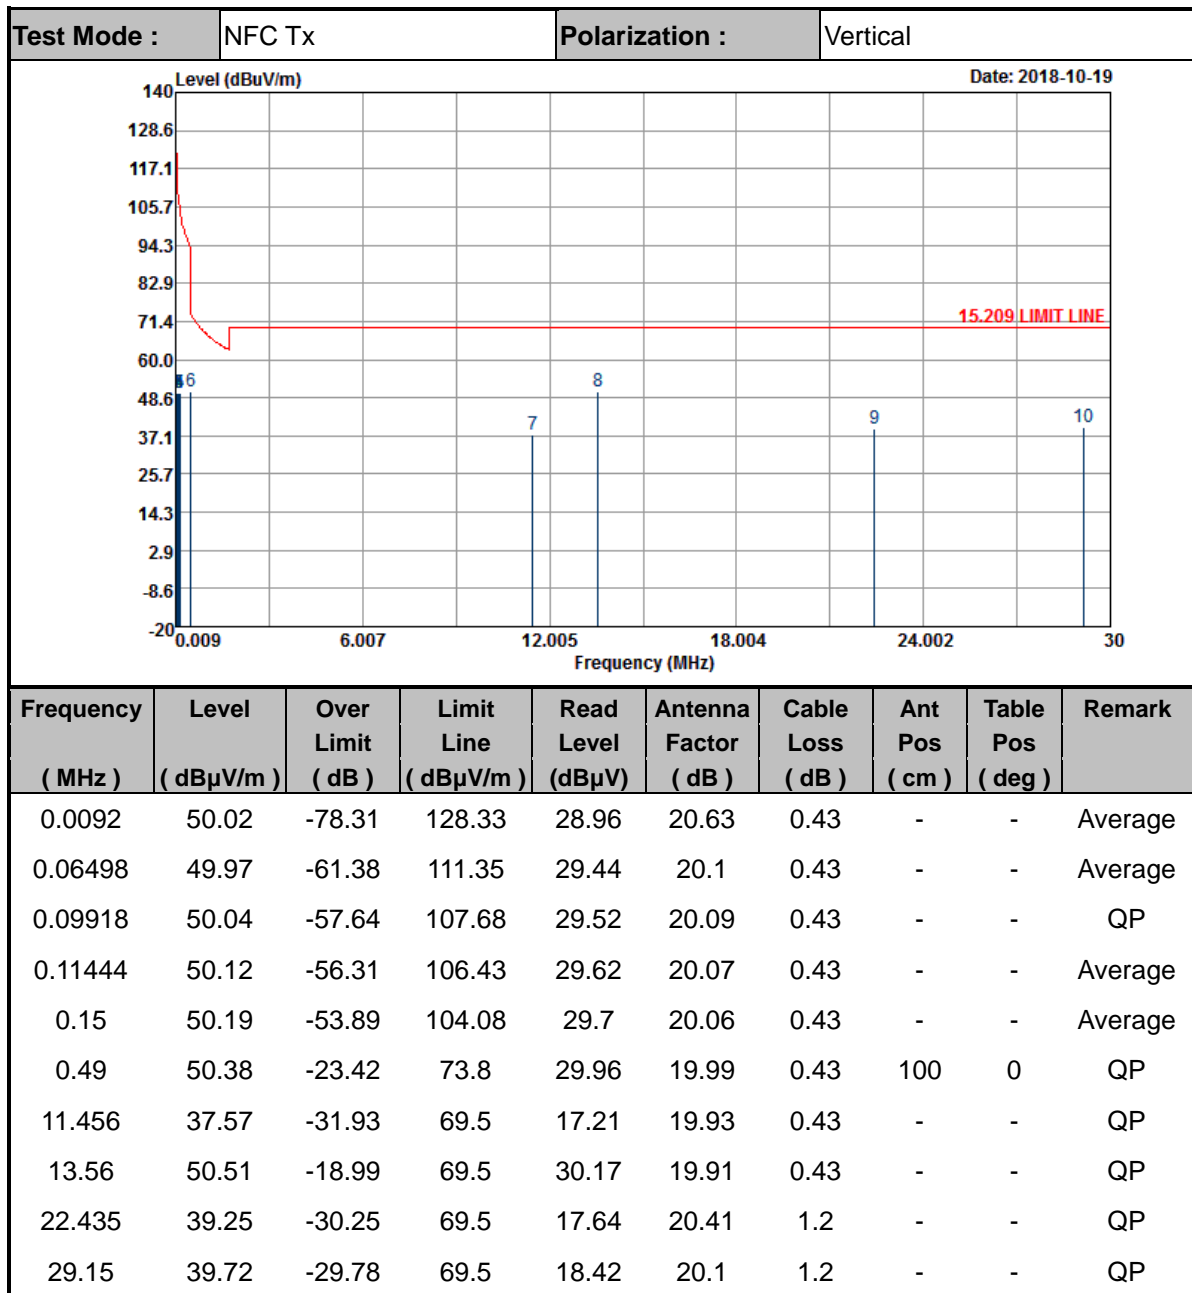 Test Mode : NFC Tx Polarization : Vertical
Level (dBuV/m) Date: 2018-10-19
140
128.6
117.1
105.7
94.3
82.9
71.4 15.209 LIMIT LINE
60.0
6 8
48.6
7 9 10
37.1
25.7
14.3
2.9
-8.6
-20
0.009 6.007 12.005 18.004 24.002 30
Frequency (MHz)
Frequency Level Over Limit Read Antenna Cable Ant Table Remark
Limit Line Level Factor Loss Pos Pos
( MHz ) ( dBµV/m ) ( dB ) ( dBµV/m ) (dBµV) ( dB ) ( dB ) ( cm ) ( deg )
0.0092 50.02 -78.31 128.33 28.96 20.63 0.43 - - Average
0.06498 49.97 -61.38 111.35 29.44 20.1 0.43 - - Average
0.09918 50.04 -57.64 107.68 29.52 20.09 0.43 - - QP
0.11444 50.12 -56.31 106.43 29.62 20.07 0.43 - - Average
0.15 50.19 -53.89 104.08 29.7 20.06 0.43 - - Average
0.49 50.38 -23.42 73.8 29.96 19.99 0.43 100 0 QP
11.456 37.57 -31.93 69.5 17.21 19.93 0.43 - - QP
13.56 50.51 -18.99 69.5 30.17 19.91 0.43 - - QP
22.435 39.25 -30.25 69.5 17.64 20.41 1.2 - - QP
29.15 39.72 -29.78 69.5 18.42 20.1 1.2 - - QP